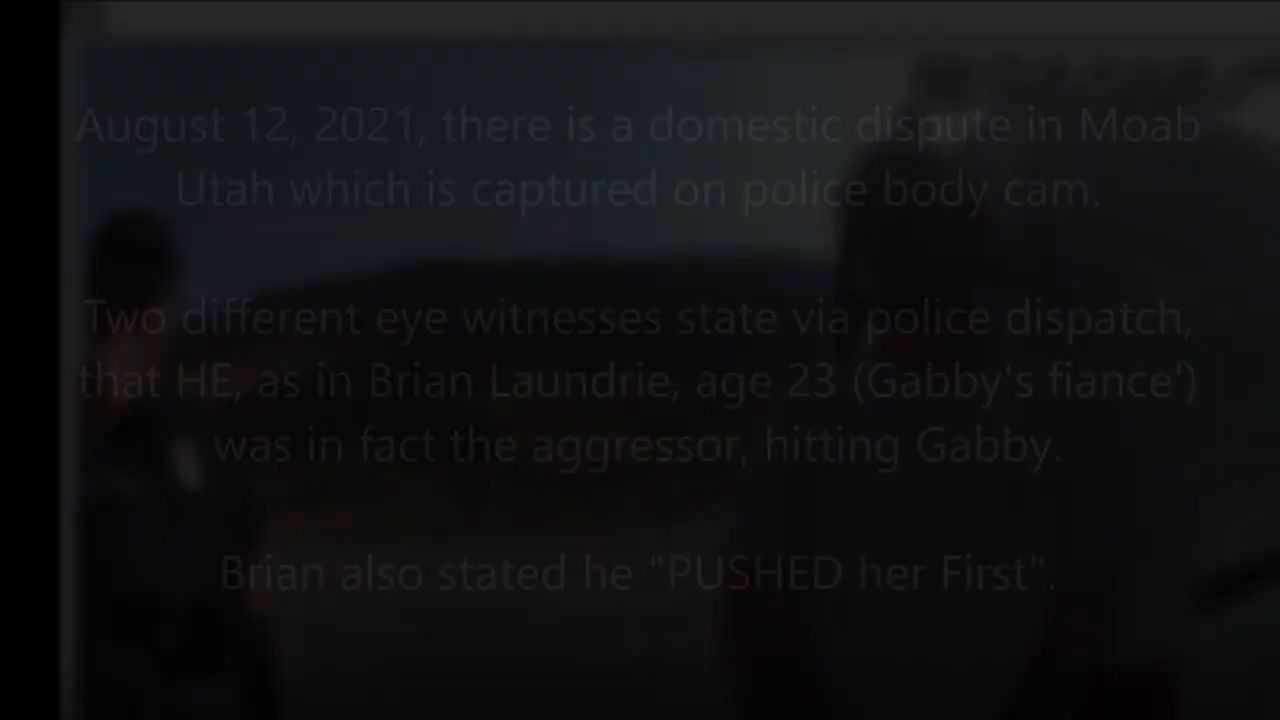 August 12, 2021, there is a domestic dispute in Moab
Utah which is captured on police body cam.
Two different eye witnesses state via police dispatch,
that HE, as in Brian Laundrie, age 23 (Gabby's fiance')
was in fact the aggressor, hitting Gabby.
Brian also stated he "PUSHED her First".